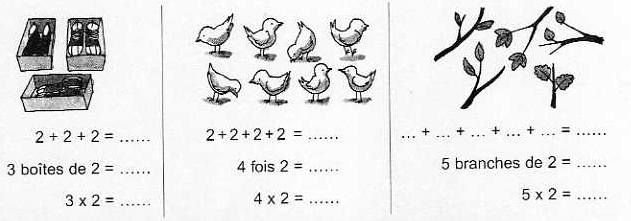 2 + 2 + 2 = ......
3 boîtes de 2 = ......
3 x 2 = ......
2 + 2 + 2 + 2 = ......
4 fois 2 = ......
4 x 2 = ......
... + ... + ... + ... + ... = ......
5 branches de 2 = ......
5 x 2 = ......